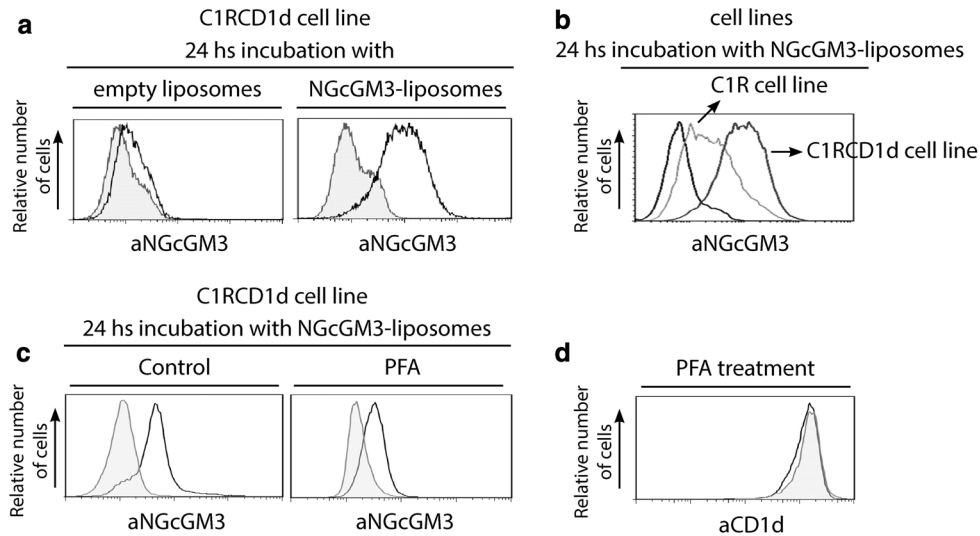 a
C1RCD1d cell line
24 hs incubation with
empty liposomes
NGcGM3-liposomes
Relative number
of cells
aNGcGM3
aNGcGM3
b
cell lines
24 hs incubation with NGcGM3-liposomes
C1R cell line
C1RCD1d cell line
Relative number
of cells
aNGcGM3
C1RCD1d cell line
24 hs incubation with NGcGM3-liposomes
c
Control
PFA
Relative number
of cells
aNGcGM3
aNGcGM3
d
PFA treatment
Relative number
of cells
aCD1d